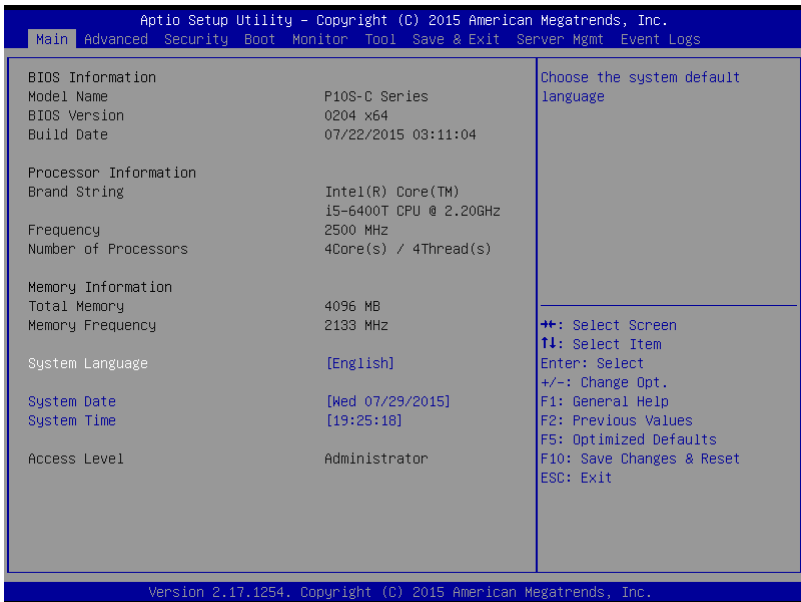 Aptio Setup Utility – Copyright (C) 2015 American Megatrends, Inc.
Main Advanced Security Boot Monitor Tool Save & Exit Server Mgmt Event Logs
BIOS Information
Model Name P10S-C Series
BIOS Version 0204 x64
Build Date 07/22/2015 03:11:04
Processor Information
Brand String Intel(R) Core(TM)
i5-6400T CPU @ 2.20GHz
Frequency 2500 MHz
Number of Processors 4Core(s) / 4Thread(s)
Memory Information
Total Memory 4096 MB
Memory Frequency 2133 MHz
System Language [English]
System Date [Wed 07/29/2015]
System Time [19:25:18]
Access Level Administrator
Choose the system default
language
→←: Select Screen
↑↓: Select Item
Enter: Select
+/-: Change Opt.
F1: General Help
F2: Previous Values
F5: Optimized Defaults
F10: Save Changes & Reset
ESC: Exit
Version 2.17.1254. Copyright (C) 2015 American Megatrends, Inc.